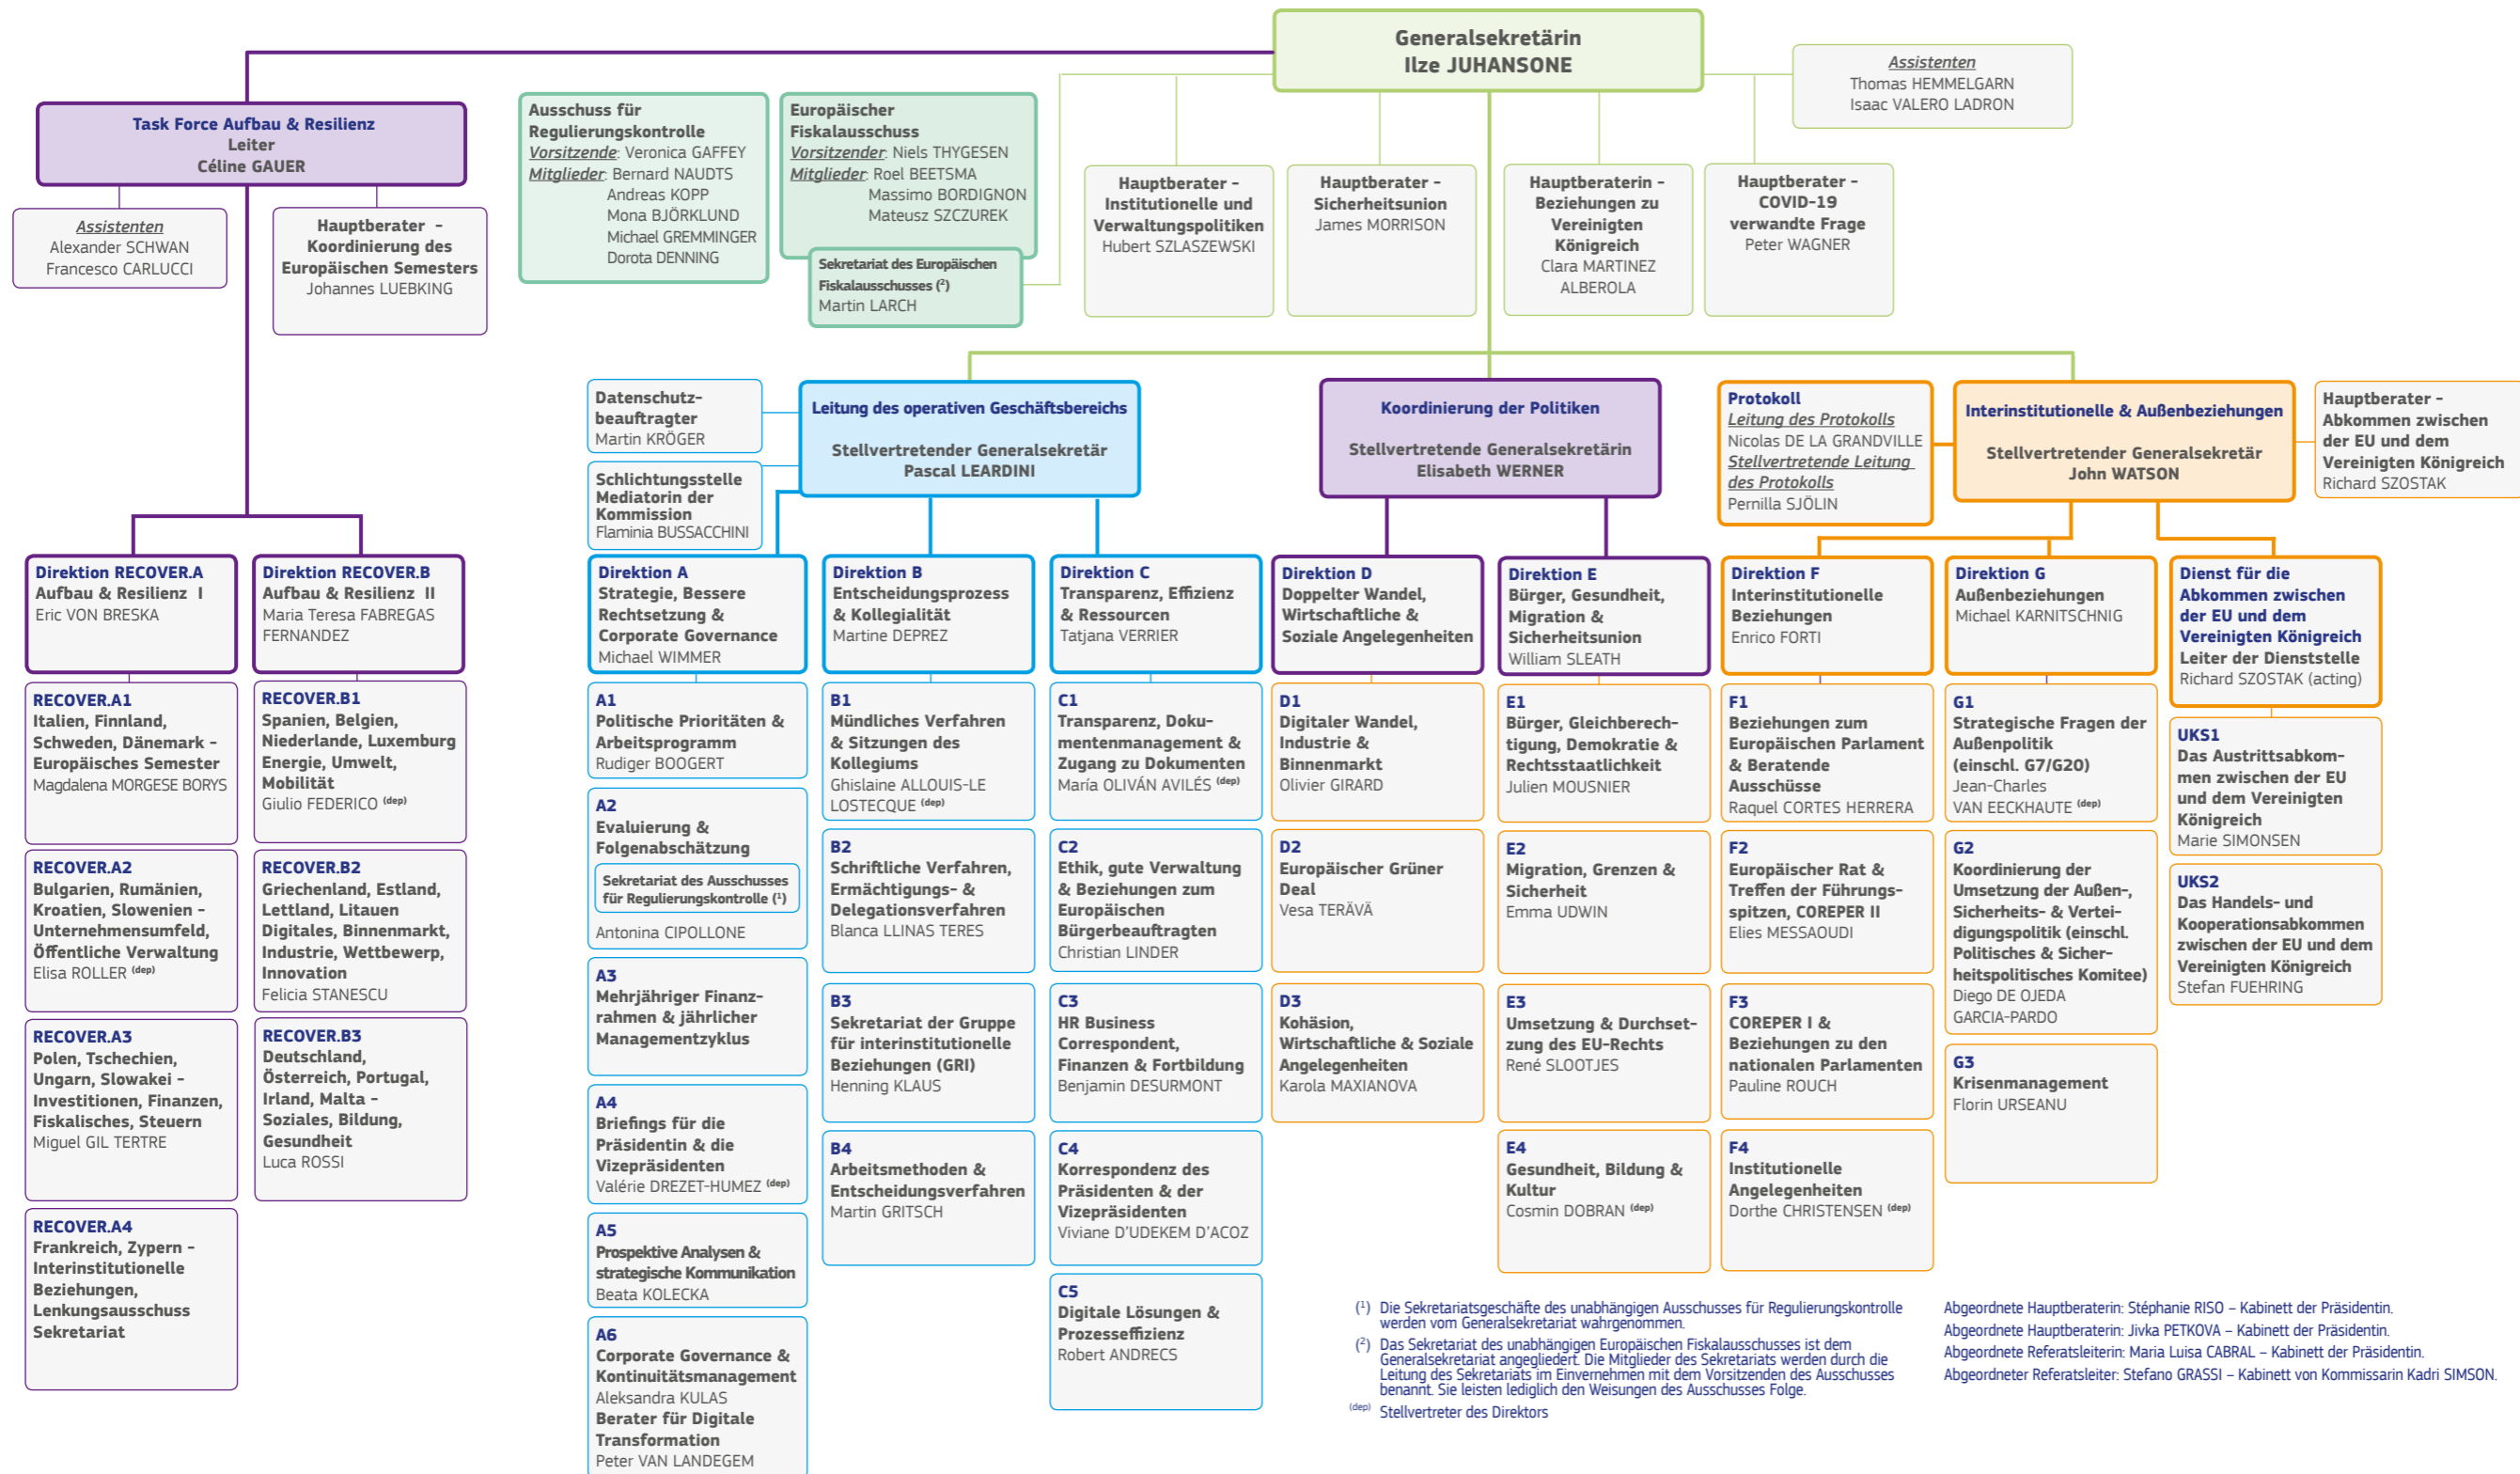 Generalsekretärin
Ilze JUHANSONE
Assistenten
Thomas HEMMELGARN
Isaac VALERO LADRON
Task Force Aufbau & Resilienz
Leiter
Céline GAUER
Assistenten
Alexander SCHWAN
Francesco CARLUCCI
Hauptberater -
Koordinierung des
Europäischen Semesters
Johannes LUEBKING
Ausschuss für
Regulierungskontrolle
Vorsitzende: Veronica GAFFEY
Mitglieder: Bernard NAUDTS
Andreas KOPP
Mona BJÖRKLUND
Michael GREMMINGER
Dorota DENNING
Europäischer
Fiskalausschuss
Vorsitzender: Niels THYGESEN
Mitglieder: Roel BEETSMA
Massimo BORDIGNON
Mateusz SZCZUREK
Sekretariat des Europäischen
Fiskalausschusses (²)
Martin LARCH
Hauptberater -
Institutionelle und
Verwaltungspolitiken
Hubert SZLASZEWSKI
Hauptberater -
Sicherheitsunion
James MORRISON
Hauptberaterin -
Beziehungen zu
Vereinigten
Königreich
Clara MARTINEZ
ALBEROLA
Hauptberater -
COVID-19
verwandte Frage
Peter WAGNER
Datenschutz-
beauftragter
Martin KRÖGER
Schlichtungsstelle
Mediatorin der
Kommission
Flaminia BUSSACCHINI
Leitung des operativen Geschäftsbereichs
Stellvertretender Generalsekretär
Pascal LEARDINI
Koordinierung der Politiken
Stellvertretende Generalsekretärin
Elisabeth WERNER
Protokoll
Leitung des Protokolls
Nicolas DE LA GRANDVILLE
Stellvertretende Leitung
des Protokolls
Pernilla SJÖLIN
Interinstitutionelle & Außenbeziehungen
Stellvertretender Generalsekretär
John WATSON
Hauptberater -
Abkommen zwischen
der EU und dem
Vereinigten Königreich
Richard SZOSTAK
Direktion RECOVER.A
Aufbau & Resilienz I
Eric VON BRESKA
RECOVER.A1
Italien, Finnland,
Schweden, Dänemark -
Europäisches Semester
Magdalena MORGESE BORYS
RECOVER.A2
Bulgarien, Rumänien,
Kroatien, Slowenien -
Unternehmensumfeld,
Öffentliche Verwaltung
Elisa ROLLER (dep)
RECOVER.A3
Polen, Tschechien,
Ungarn, Slowakei -
Investitionen, Finanzen,
Fiskalisches, Steuern
Miguel GIL TERTRE
RECOVER.A4
Frankreich, Zypern -
Interinstitutionelle
Beziehungen,
Lenkungsausschuss
Sekretariat
Direktion RECOVER.B
Aufbau & Resilienz II
Maria Teresa FABREGAS
FERNANDEZ
RECOVER.B1
Spanien, Belgien,
Niederlande, Luxemburg
Energie, Umwelt,
Mobilität
Giulio FEDERICO (dep)
RECOVER.B2
Griechenland, Estland,
Lettland, Litauen
Digitales, Binnenmarkt,
Industrie, Wettbewerp,
Innovation
Felicia STANESCU
RECOVER.B3
Deutschland,
Österreich, Portugal,
Irland, Malta -
Soziales, Bildung,
Gesundheit
Luca ROSSI
Direktion A
Strategie, Bessere
Rechtsetzung &
Corporate Governance
Michael WIMMER
A1
Politische Prioritäten &
Arbeitsprogramm
Rudiger BOOGERT
A2
Evaluierung &
Folgenabschätzung
Sekretariat des Ausschusses
für Regulierungskontrolle (¹)
Antonina CIPOLLONE
A3
Mehrjähriger Finanz-
rahmen & jährlicher
Managementzyklus
A4
Briefings für die
Präsidentin & die
Vizepräsidenten
Valérie DREZET-HUMEZ (dep)
A5
Prospektive Analysen &
strategische Kommunikation
Beata KOLECKA
A6
Corporate Governance &
Kontinuitätsmanagement
Aleksandra KULAS
Berater für Digitale
Transformation
Peter VAN LANDEGEM
Direktion B
Entscheidungsprozess
& Kollegialität
Martine DEPREZ
B1
Mündliches Verfahren
& Sitzungen des
Kollegiums
Ghislaine ALLOUIS-LE
LOSTECQUE (dep)
B2
Schriftliche Verfahren,
Ermächtigungs- &
Delegationsverfahren
Blanca LLINAS TERES
B3
Sekretariat der Gruppe
für interinstitutionelle
Beziehungen (GRI)
Henning KLAUS
B4
Arbeitsmethoden &
Entscheidungsverfahren
Martin GRITSCH
Direktion C
Transparenz, Effizienz
& Ressourcen
Tatjana VERRIER
C1
Transparenz, Doku-
mentenmanagement &
Zugang zu Dokumenten
María OLIVÁN AVILÉS (dep)
C2
Ethik, gute Verwaltung
& Beziehungen zum
Europäischen
Bürgerbeauftragten
Christian LINDER
C3
HR Business
Correspondent,
Finanzen & Fortbildung
Benjamin DESURMONT
C4
Korrespondenz des
Präsidenten & der
Vizepräsidenten
Viviane D'UDEKEM D'ACOZ
C5
Digitale Lösungen &
Prozesseffizienz
Robert ANDRECS
Direktion D
Doppelter Wandel,
Wirtschaftliche &
Soziale Angelegenheiten
D1
Digitaler Wandel,
Industrie &
Binnenmarkt
Olivier GIRARD
D2
Europäischer Grüner
Deal
Vesa TERÄVÄ
D3
Kohäsion,
Wirtschaftliche & Soziale
Angelegenheiten
Karola MAXIANOVA
Direktion E
Bürger, Gesundheit,
Migration &
Sicherheitsunion
William SLEATH
E1
Bürger, Gleichberech-
tigung, Demokratie &
Rechtsstaatlichkeit
Julien MOUSNIER
E2
Migration, Grenzen &
Sicherheit
Emma UDWIN
E3
Umsetzung & Durchset-
zung des EU-Rechts
René SLOOTJES
E4
Gesundheit, Bildung &
Kultur
Cosmin DOBRAN (dep)
Direktion F
Interinstitutionelle
Beziehungen
Enrico FORTI
F1
Beziehungen zum
Europäischen Parlament
& Beratende
Ausschüsse
Raquel CORTES HERRERA
F2
Europäischer Rat &
Treffen der Führungs-
spitzen, COREPER II
Elies MESSAOUDI
F3
COREPER I &
Beziehungen zu den
nationalen Parlamenten
Pauline ROUCH
F4
Institutionelle
Angelegenheiten
Dorthe CHRISTENSEN (dep)
Direktion G
Außenbeziehungen
Michael KARNITSCHNIG
G1
Strategische Fragen der
Außenpolitik
(einschl. G7/G20)
Jean-Charles
VAN EECKHAUTE (dep)
G2
Koordinierung der
Umsetzung der Außen-,
Sicherheits- & Vertei-
digungspolitik (einschl.
Politisches & Sicher-
heitspolitisches Komitee)
Diego DE OJEDA
GARCIA-PARDO
G3
Krisenmanagement
Florin URSEANU
Dienst für die
Abkommen zwischen
der EU und dem
Vereinigten Königreich
Leiter der Dienststelle
Richard SZOSTAK (acting)
UKS1
Das Austrittsabkom-
men zwischen der EU
und dem Vereinigten
Königreich
Marie SIMONSEN
UKS2
Das Handels- und
Kooperationsabkommen
zwischen der EU und dem
Vereinigten Königreich
Stefan FUEHRING
(¹) Die Sekretariatsgeschäfte des unabhängigen Ausschusses für Regulierungskontrolle
werden vom Generalsekretariat wahrgenommen.
(²) Das Sekretariat des unabhängigen Europäischen Fiskalausschusses ist dem
Generalsekretariat angegliedert. Die Mitglieder des Sekretariats werden durch die
Leitung des Sekretariats im Einvernehmen mit dem Vorsitzenden des Ausschusses
benannt. Sie leisten lediglich den Weisungen des Ausschusses Folge.
(dep) Stellvertreter des Direktors
Abgeordnete Hauptberaterin: Stéphanie RISO – Kabinett der Präsidentin.
Abgeordnete Hauptberaterin: Jivka PETKOVA – Kabinett der Präsidentin.
Abgeordnete Referatsleiterin: Maria Luisa CABRAL – Kabinett der Präsidentin.
Abgeordneter Referatsleiter: Stefano GRASSI – Kabinett von Kommissarin Kadri SIMSON.